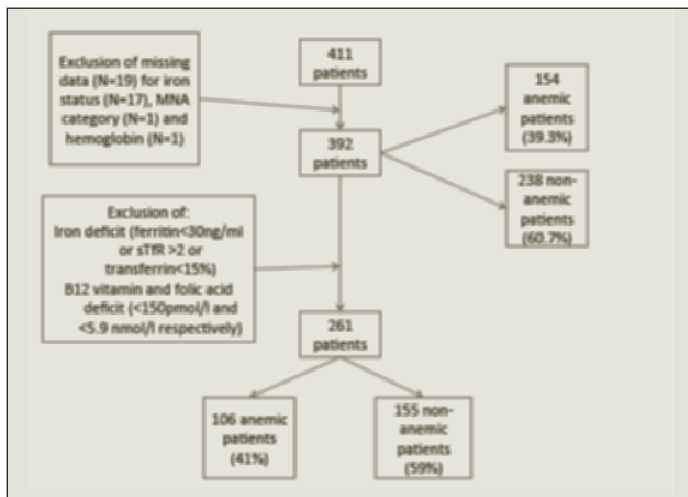 411
patients
Exclusion of missing
data (N=19) for iron
status (N=17), MNA
category (N=1) and
hemoglobin (N=1)
154
anemic
patients
(39.3%)
392
patients
238 non-
anemic
patients
(60.7%)
Exclusion of:
Iron deficit (ferritin<30ng/ml
or sTfR >2 or
transferrin<15%)
B12 vitamin and folic acid
deficit (<150pmol/l and
<5.9 nmol/l respectively)
261
patients
106 anemic
patients
(41%)
155 non-
anemic
patients
(59%)